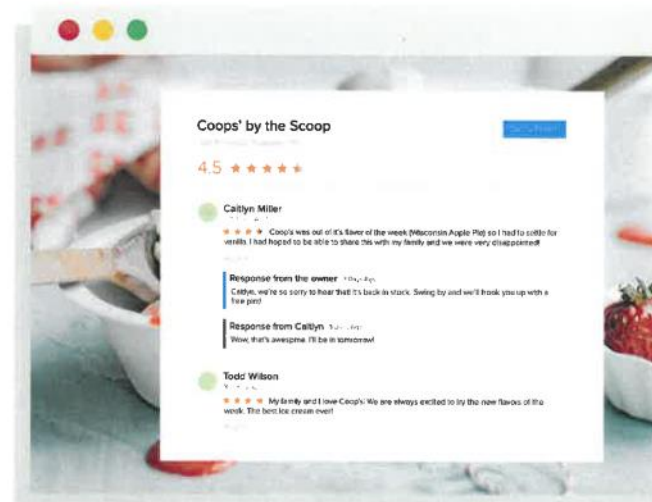 Coops' by the Scoop
4.5
Caitlyn Miller
Coop's was out of it's flavor of the week (Wisconsin Apple Pie) so I had to settle for
vanilla. I had hoped to be able to share this with my family and we were very disappointed!
Response from the owner
Caitlyn, we're so sorry to hear that! It's back in stock. Swing by and we'll hook you up with a
free pint!
Response from Caitlyn
Wow, that's awesome. I'll be in tomorrow!
Todd Wilson
My family and I love Coop's! We are always excited to try the new flavors of the
week. The best ice cream ever!